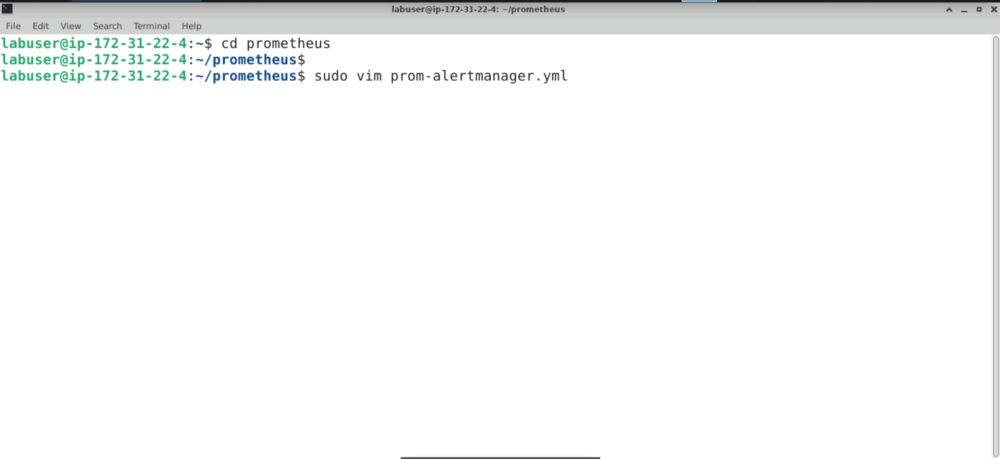 labuser@ip-172-31-22-4: ~/prometheus
File Edit View Search Terminal Help
labuser@ip-172-31-22-4:~$ cd prometheus
labuser@ip-172-31-22-4:~/prometheus$
labuser@ip-172-31-22-4:~/prometheus$ sudo vim prom-alertmanager.yml